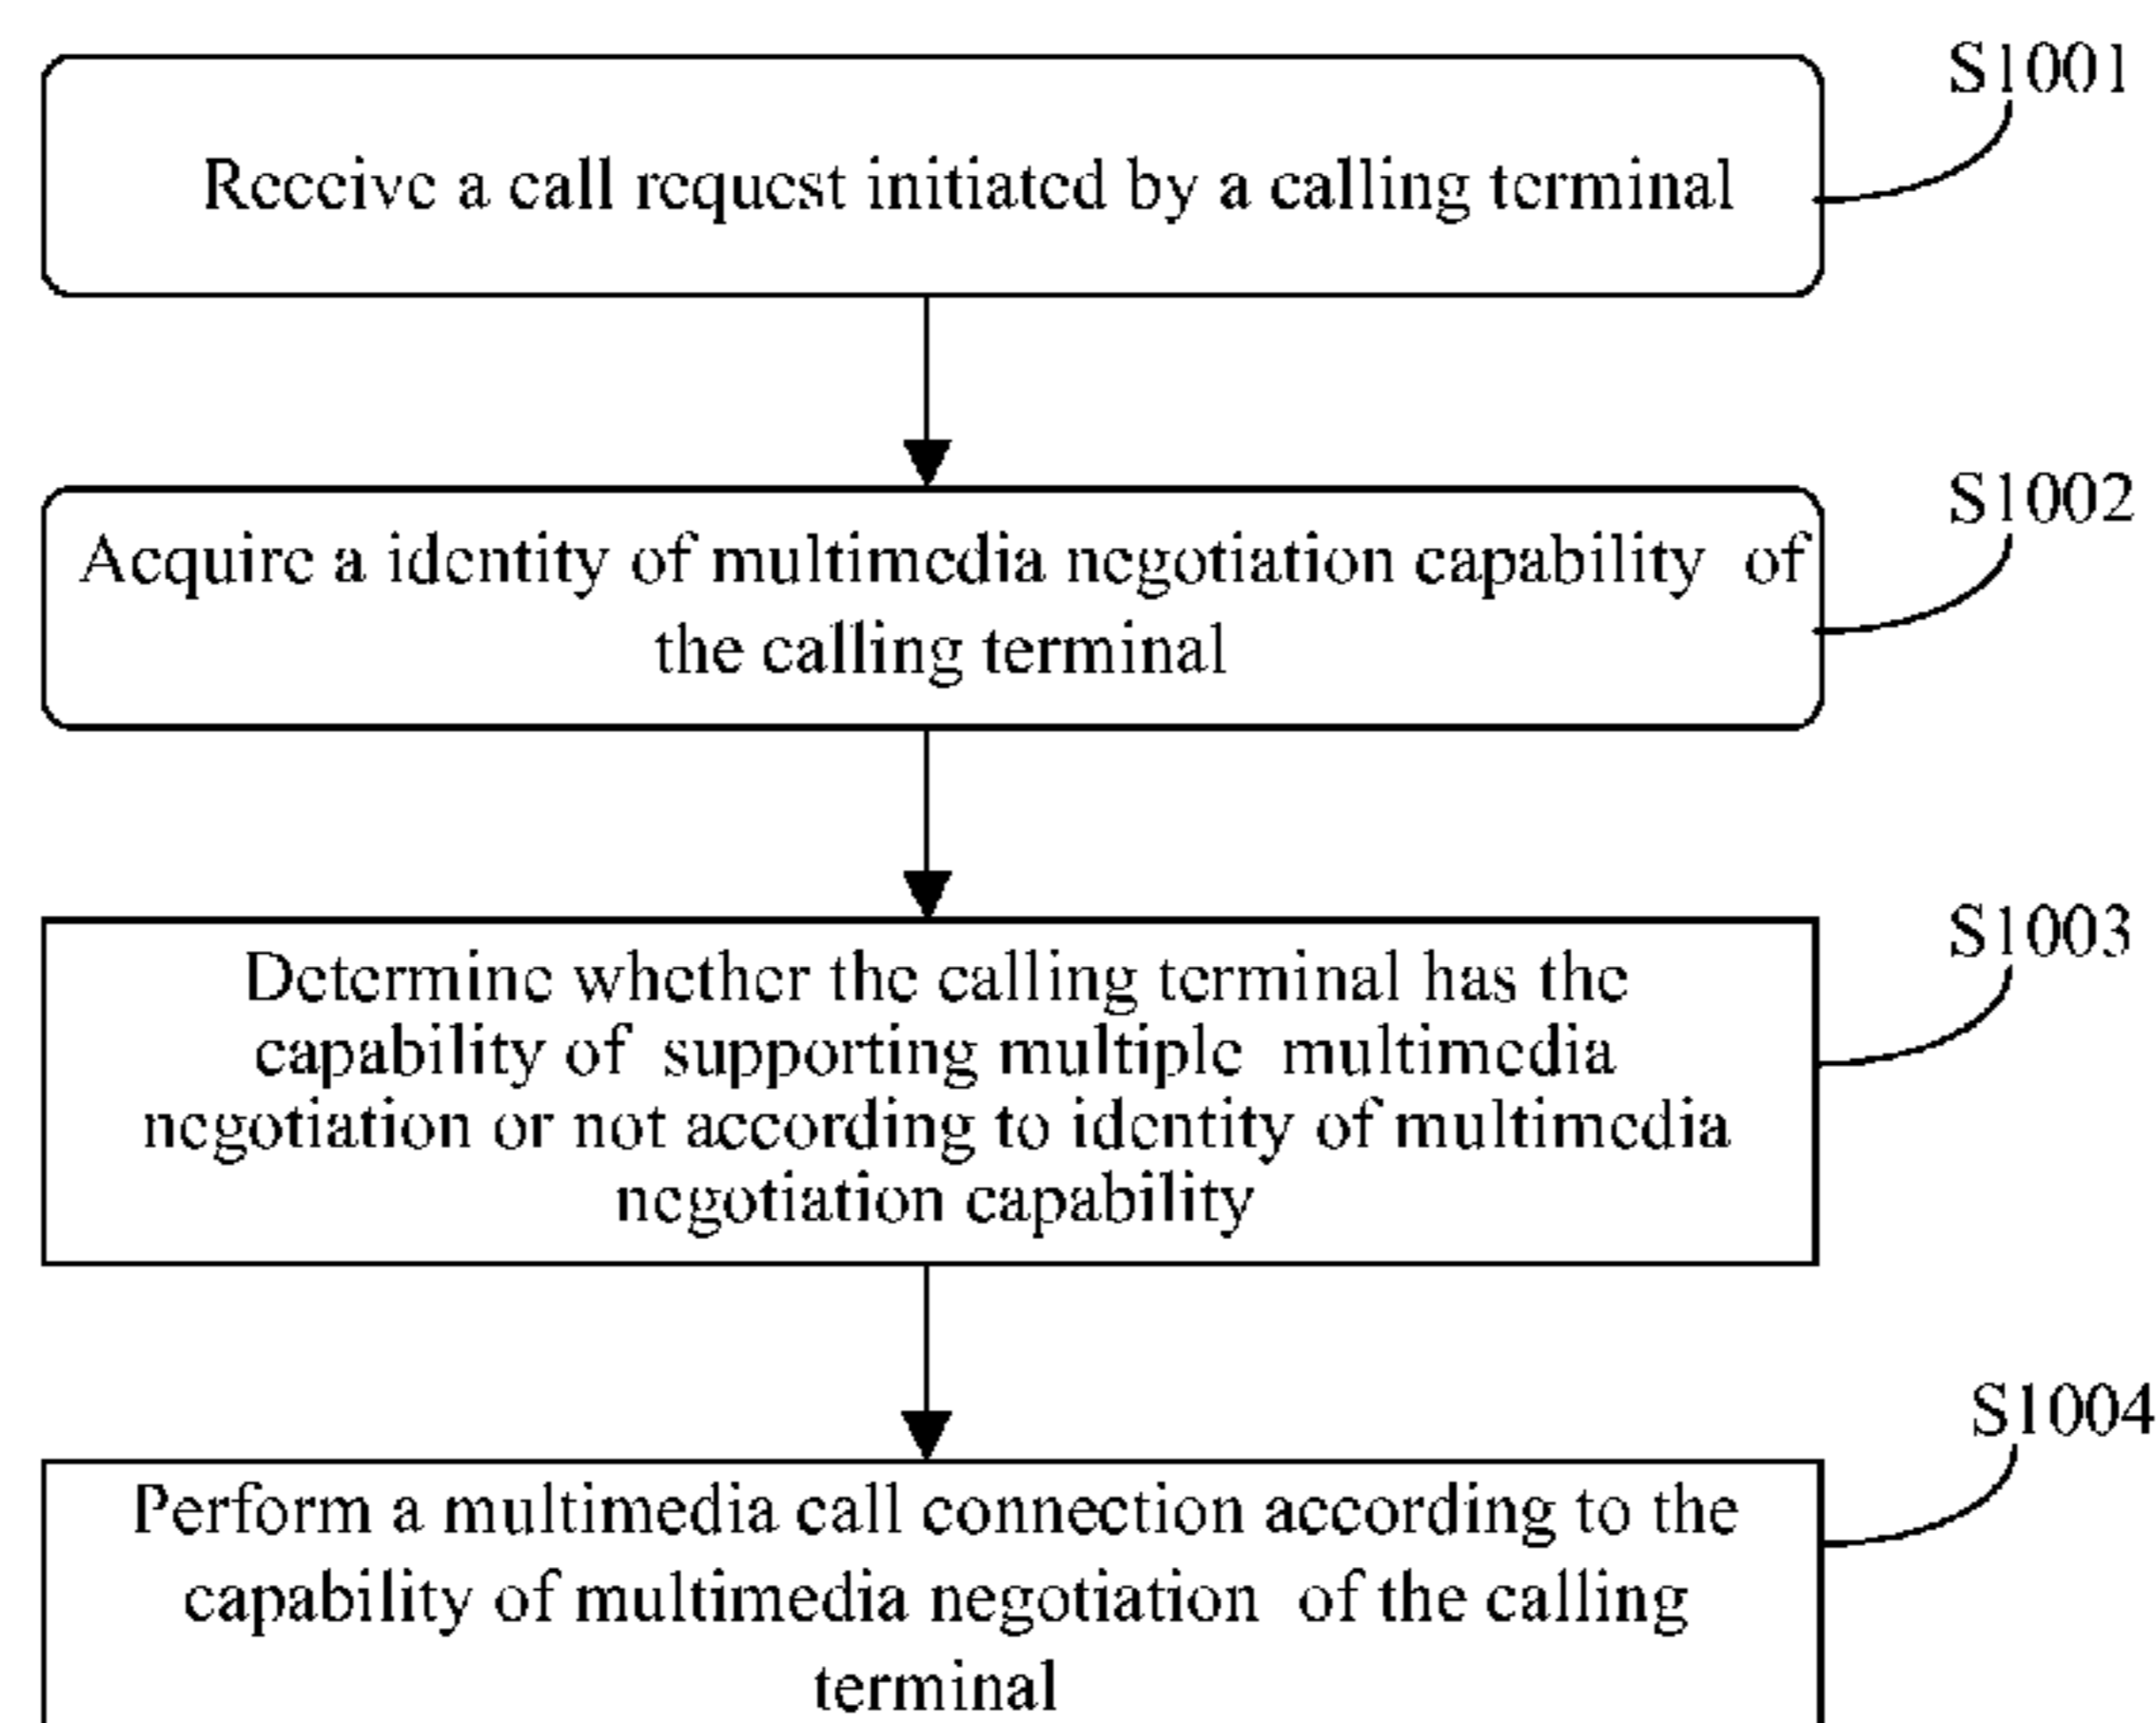 S1001
Receive a call request initiated by a calling terminal
S1002
Acquire a identity of multimedia negotiation capability of
the calling terminal
S1003
Determine whether the calling terminal has the
capability of supporting multiple multimedia
negotiation or not according to identity of multimedia
negotiation capability
S1004
Perform a multimedia call connection according to the
capability of multimedia negotiation of the calling
terminal